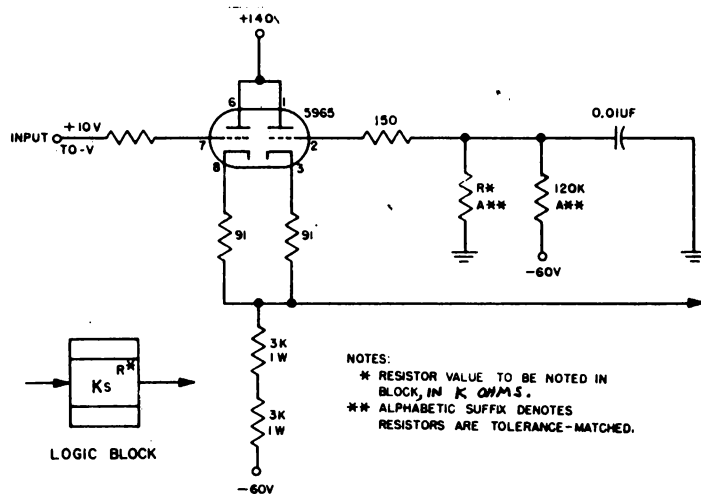 +140
6
1
5965
INPUT
+10V
TO -V
7
2
150
0.01UF
8
3
R*
A**
120K
A**
91
91
-60V
3K
1W
3K
1W
-60V
R*
Ks
LOGIC BLOCK
NOTES:
* RESISTOR VALUE TO BE NOTED IN
BLOCK, IN K OHMS.
** ALPHABETIC SUFFIX DENOTES
RESISTORS ARE TOLERANCE-MATCHED.